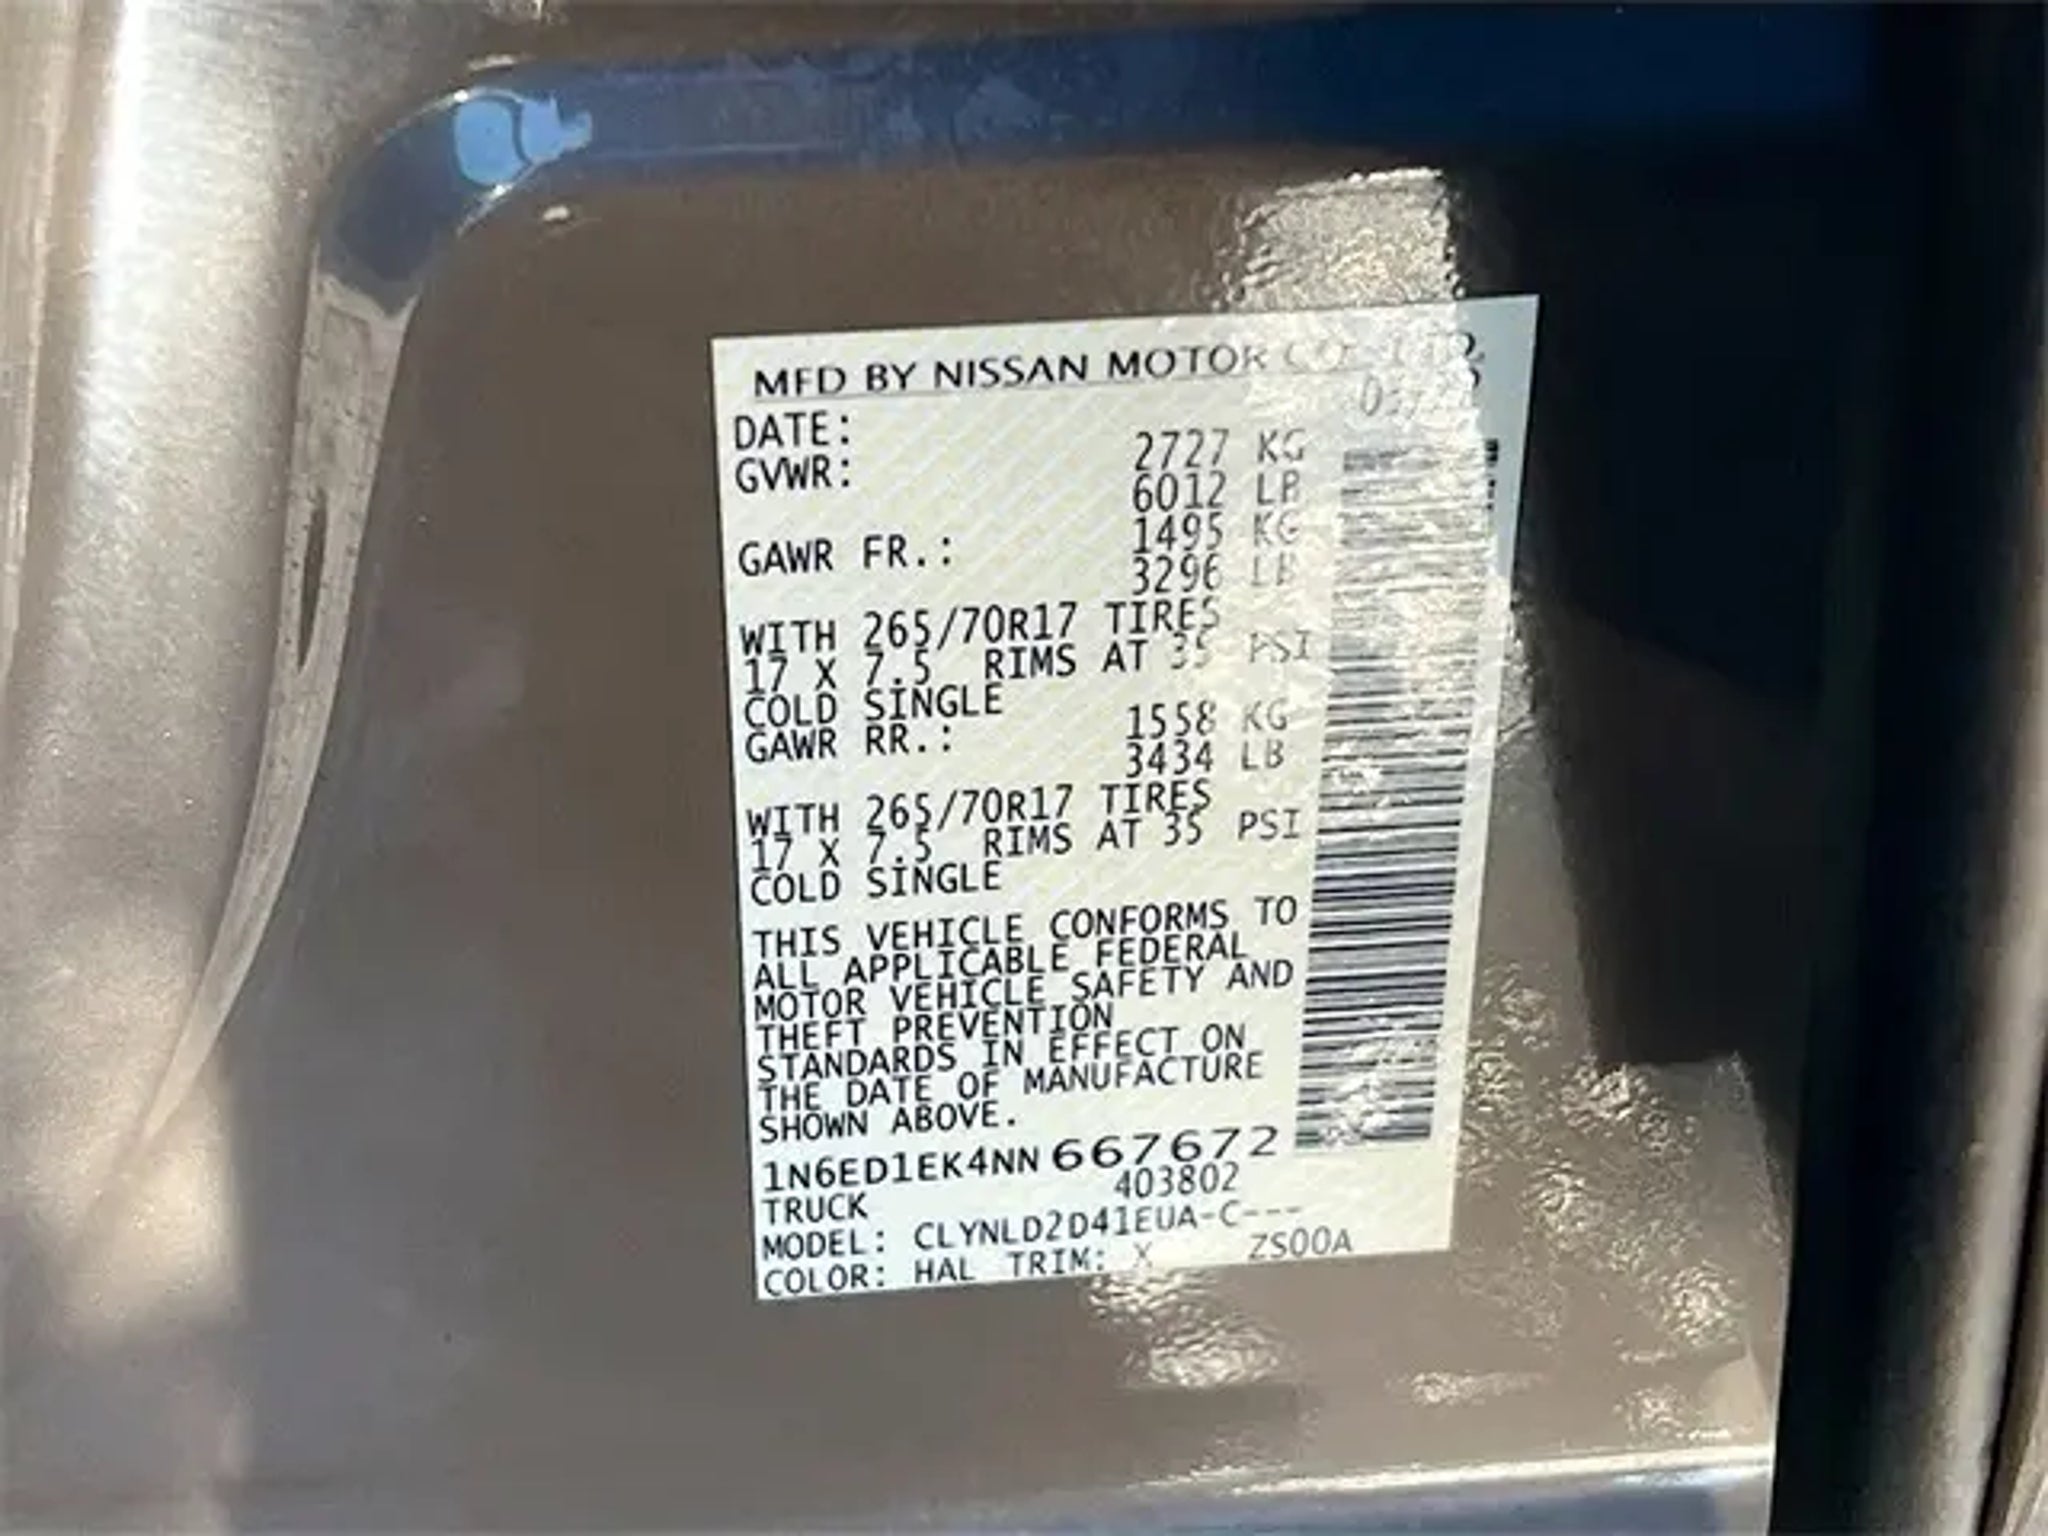 MFD BY NISSAN MOTOR CO., LTD.
DATE:
GVWR: 2727 KG
6012 LB
GAWR FR.: 1495 KG
3296 LB
WITH 265/70R17 TIRES
17 X 7.5 RIMS AT 35 PSI
COLD SINGLE
GAWR RR.: 1558 KG
3434 LB
WITH 265/70R17 TIRES
17 X 7.5 RIMS AT 35 PSI
COLD SINGLE
THIS VEHICLE CONFORMS TO
ALL APPLICABLE FEDERAL
MOTOR VEHICLE SAFETY AND
THEFT PREVENTION
STANDARDS IN EFFECT ON
THE DATE OF MANUFACTURE
SHOWN ABOVE.
1N6ED1EK4NN667672
TRUCK 403802
MODEL: CLYNLD2D41EUA-C---
COLOR: HAL TRIM: X ZS00A